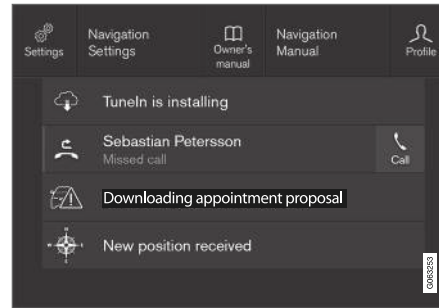 Navigation
Settings
Settings
Owner's
manual
Navigation
Manual
Profile
TuneIn is installing
Sebastian Petersson
Missed call
Call
Downloading appointment proposal
New position received
G063253